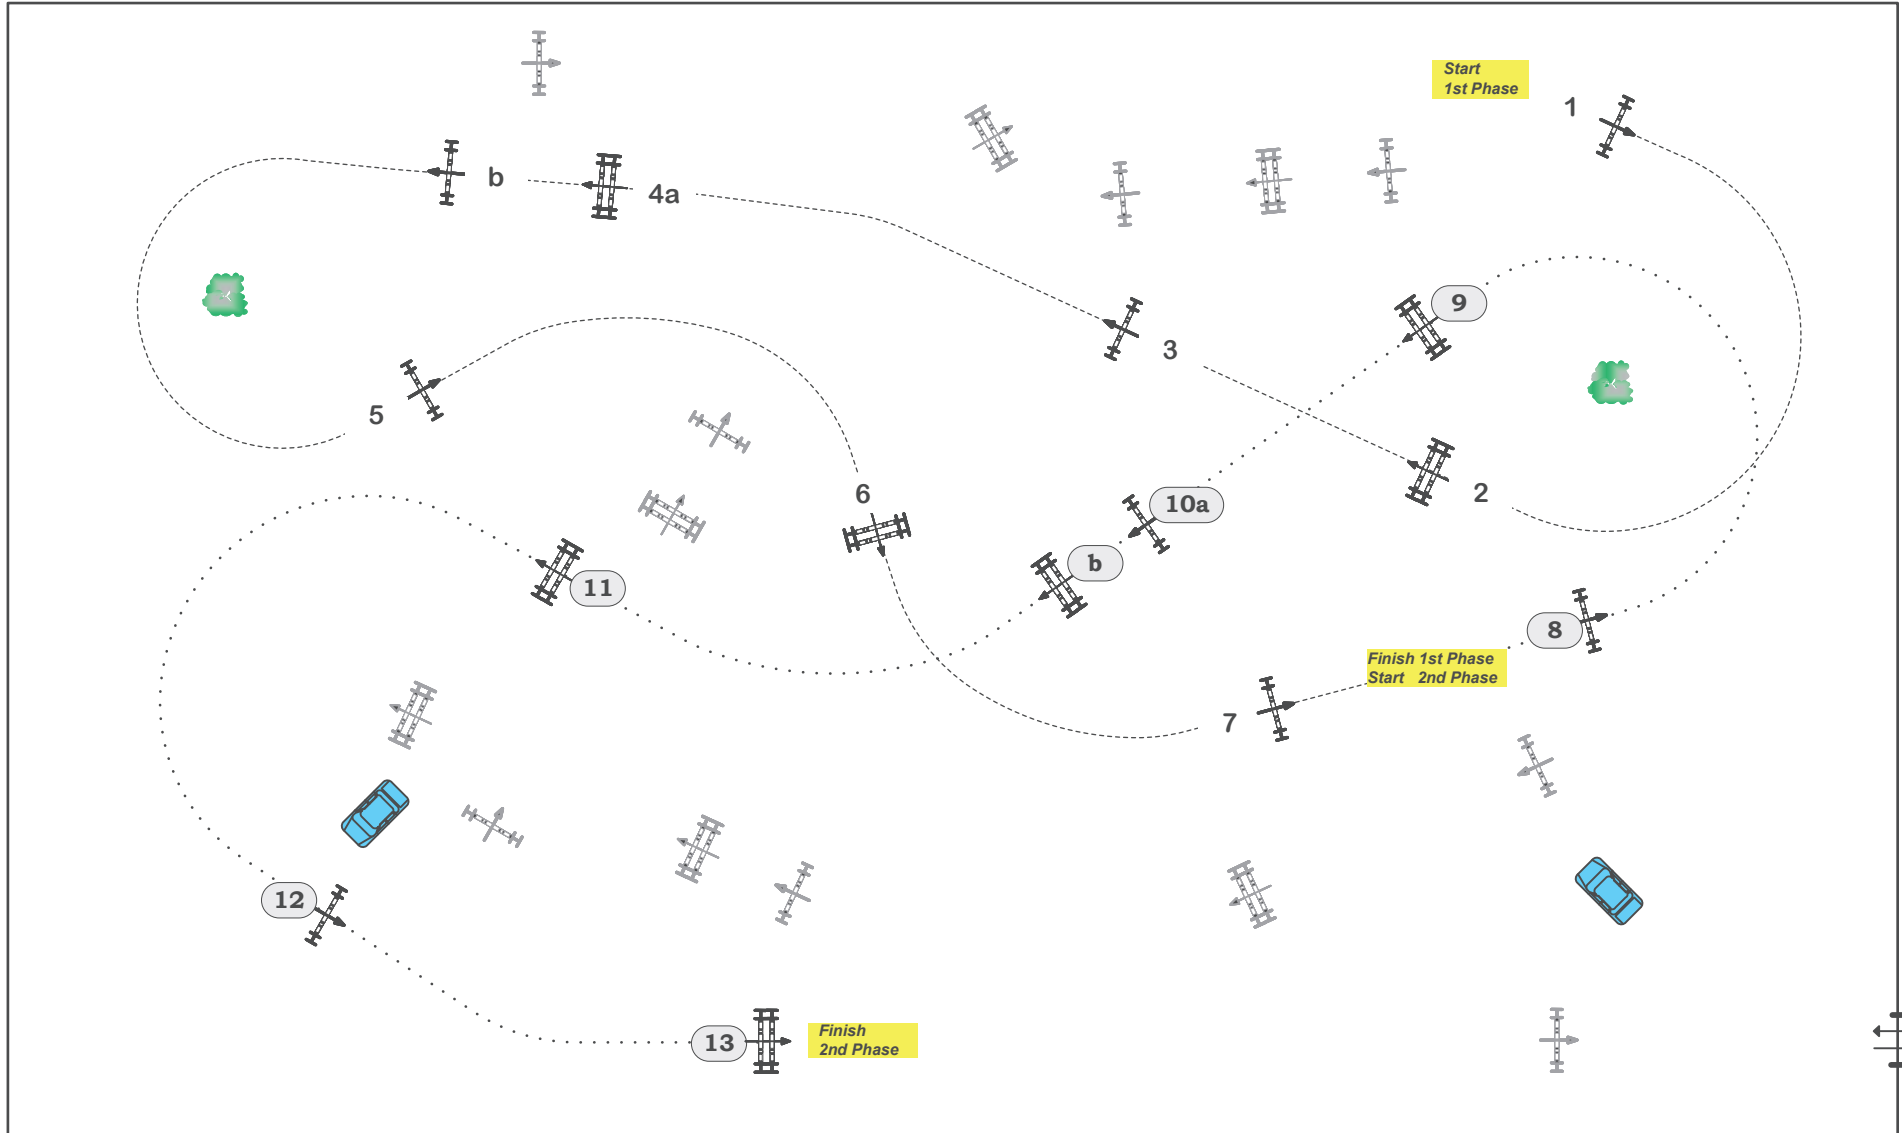 Start
1st Phase
1
b
4a
9
3
5
2
6
10a
b
11
8
Finish 1st Phase
Start 2nd Phase
7
12
13
Finish
2nd Phase